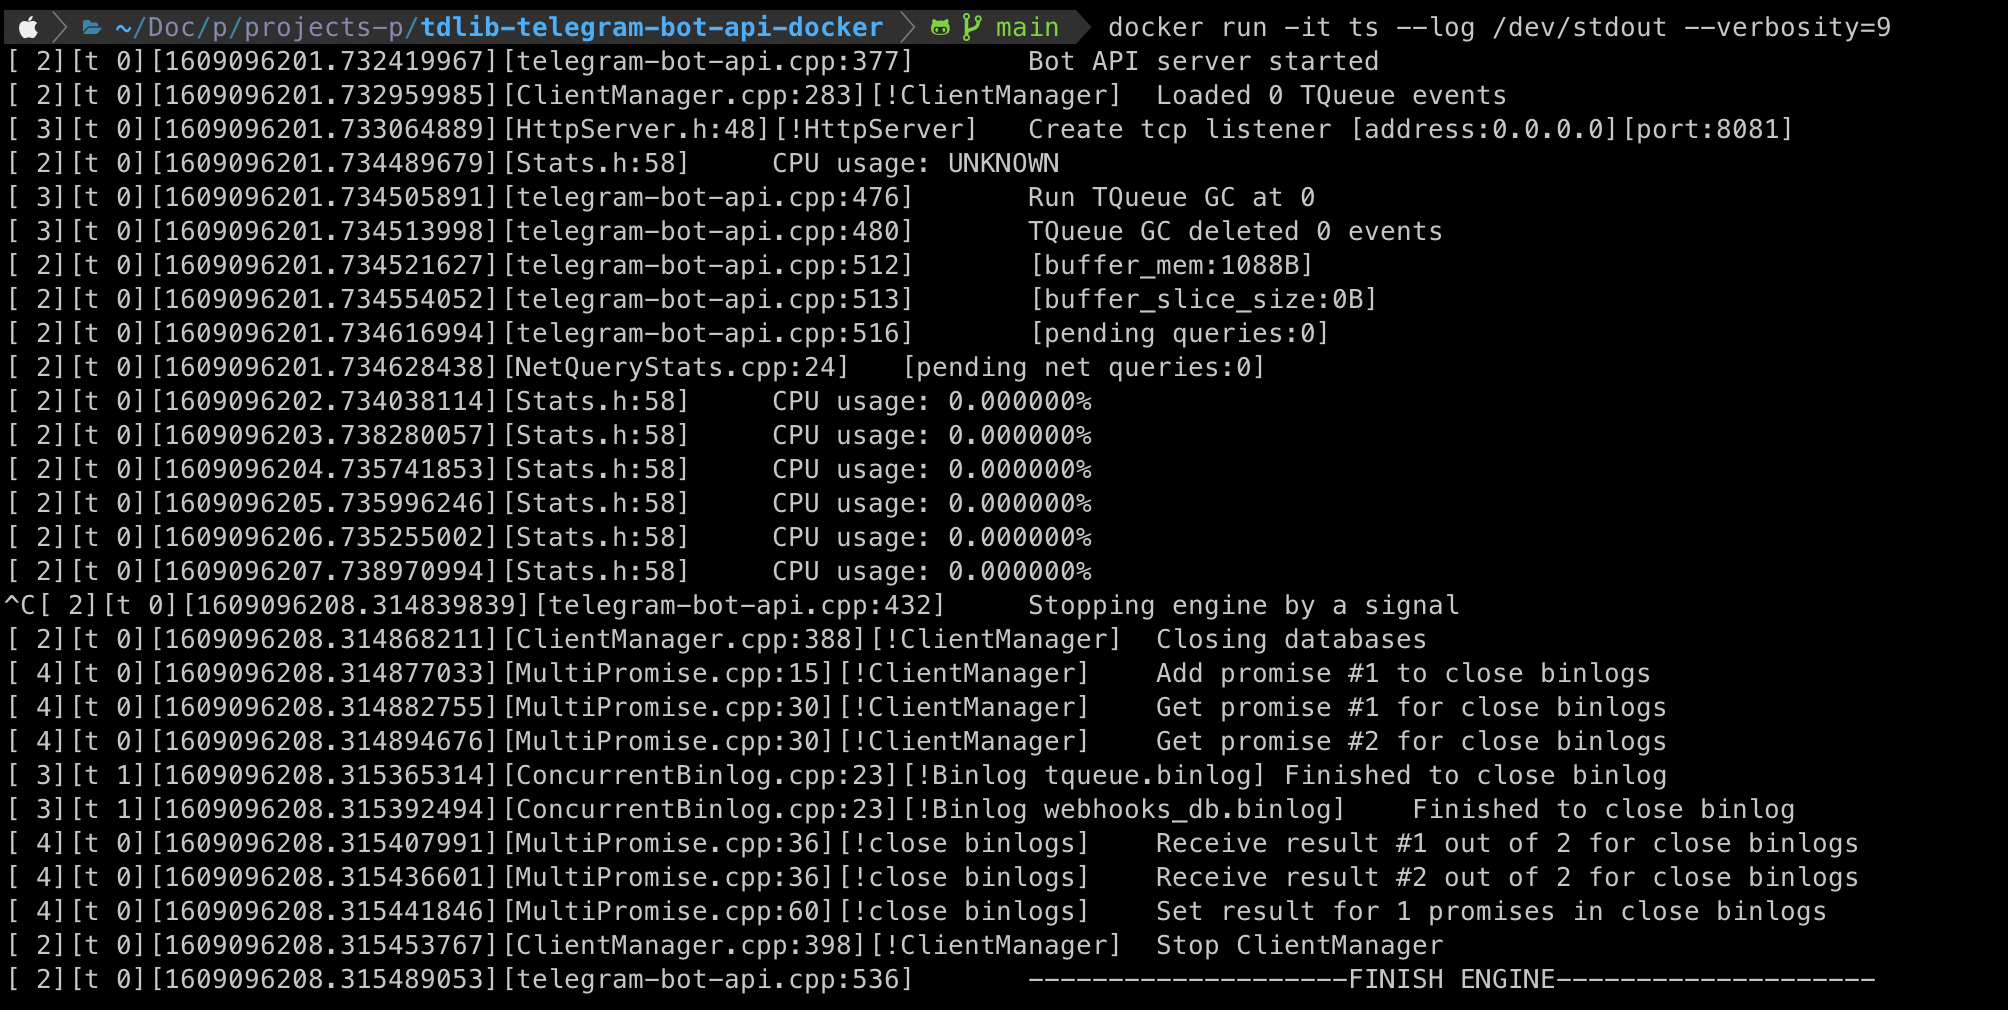 ~/Doc/p/projects-p/tdlib-telegram-bot-api-docker main docker run -it ts --log /dev/stdout --verbosity=9
[ 2][t 0][1609096201.732419967][telegram-bot-api.cpp:377] Bot API server started
[ 2][t 0][1609096201.732959985][ClientManager.cpp:283][!ClientManager] Loaded 0 TQueue events
[ 3][t 0][1609096201.733064889][HttpServer.h:48][!HttpServer] Create tcp listener [address:0.0.0.0][port:8081]
[ 2][t 0][1609096201.734489679][Stats.h:58] CPU usage: UNKNOWN
[ 3][t 0][1609096201.734505891][telegram-bot-api.cpp:476] Run TQueue GC at 0
[ 3][t 0][1609096201.734513998][telegram-bot-api.cpp:480] TQueue GC deleted 0 events
[ 2][t 0][1609096201.734521627][telegram-bot-api.cpp:512] [buffer_mem:1088B]
[ 2][t 0][1609096201.734554052][telegram-bot-api.cpp:513] [buffer_slice_size:0B]
[ 2][t 0][1609096201.734616994][telegram-bot-api.cpp:516] [pending queries:0]
[ 2][t 0][1609096201.734628438][NetQueryStats.cpp:24] [pending net queries:0]
[ 2][t 0][1609096202.734038114][Stats.h:58] CPU usage: 0.000000%
[ 2][t 0][1609096203.738280057][Stats.h:58] CPU usage: 0.000000%
[ 2][t 0][1609096204.735741853][Stats.h:58] CPU usage: 0.000000%
[ 2][t 0][1609096205.735996246][Stats.h:58] CPU usage: 0.000000%
[ 2][t 0][1609096206.735255002][Stats.h:58] CPU usage: 0.000000%
[ 2][t 0][1609096207.738970994][Stats.h:58] CPU usage: 0.000000%
^C[ 2][t 0][1609096208.314839839][telegram-bot-api.cpp:432] Stopping engine by a signal
[ 2][t 0][1609096208.314868211][ClientManager.cpp:388][!ClientManager] Closing databases
[ 4][t 0][1609096208.314877033][MultiPromise.cpp:15][!ClientManager] Add promise #1 to close binlogs
[ 4][t 0][1609096208.314882755][MultiPromise.cpp:30][!ClientManager] Get promise #1 for close binlogs
[ 4][t 0][1609096208.314894676][MultiPromise.cpp:30][!ClientManager] Get promise #2 for close binlogs
[ 3][t 1][1609096208.315365314][ConcurrentBinlog.cpp:23][!Binlog tqueue.binlog] Finished to close binlog
[ 3][t 1][1609096208.315392494][ConcurrentBinlog.cpp:23][!Binlog webhooks_db.binlog] Finished to close binlog
[ 4][t 0][1609096208.315407991][MultiPromise.cpp:36][!close binlogs] Receive result #1 out of 2 for close binlogs
[ 4][t 0][1609096208.315436601][MultiPromise.cpp:36][!close binlogs] Receive result #2 out of 2 for close binlogs
[ 4][t 0][1609096208.315441846][MultiPromise.cpp:60][!close binlogs] Set result for 1 promises in close binlogs
[ 2][t 0][1609096208.315453767][ClientManager.cpp:398][!ClientManager] Stop ClientManager
[ 2][t 0][1609096208.315489053][telegram-bot-api.cpp:536] --------------------FINISH ENGINE--------------------